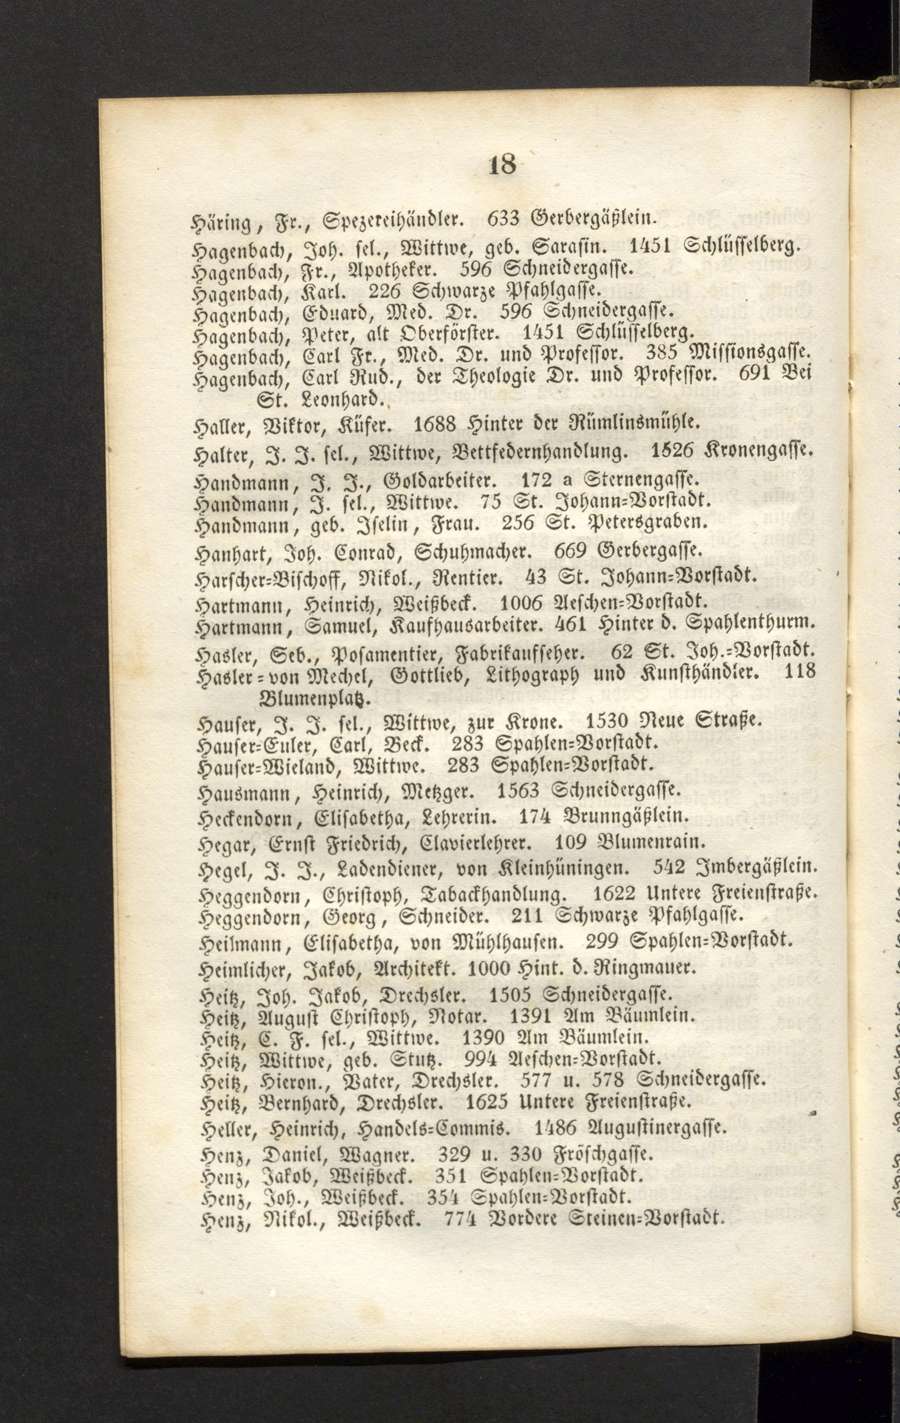 18
Häring, Fr., Spezereihändler. 633 Gerbergäßlein.
Hagenbach, Joh. sel., Wittwe, geb. Sarasin. 1451 Schlüsselberg.
Hagenbach, Fr., Apotheker. 596 Schneidergasse.
Hagenbach, Karl. 226 Schwarze Pfahlgasse.
Hagenbach, Eduard, Med. Dr. 596 Schneidergasse.
Hagenbach, Peter, alt Oberförster. 1451 Schlüsselberg.
Hagenbach, Carl Fr., Med. Dr. und Professor. 385 Missionsgasse.
Hagenbach, Carl Rud., der Theologie Dr. und Professor. 691 Bei
St. Leonhard.
Haller, Viktor, Küfer. 1688 Hinter der Rümlinsmühle.
Halter, J. J. sel., Wittwe, Bettfedernhandlung. 1526 Kronengasse.
Handmann, J. J., Goldarbeiter. 172 a Sternengasse.
Handmann, J. sel., Wittwe. 75 St. Johann=Vorstadt.
Handmann, geb. Iselin, Frau. 256 St. Petersgraben.
Hanhart, Joh. Conrad, Schuhmacher. 669 Gerbergasse.
Harscher=Bischoff, Nikol., Rentier. 43 St. Johann=Vorstadt.
Hartmann, Heinrich, Weißbeck. 1006 Aeschen=Vorstadt.
Hartmann, Samuel, Kaufhausarbeiter. 461 Hinter d. Spahlenthurm.
Hasler, Seb., Posamentier, Fabrikaufseher. 62 St. Joh.=Vorstadt.
Hasler=von Mechel, Gottlieb, Lithograph und Kunsthändler. 118
Blumenplatz.
Hauser, J. J. sel., Wittwe, zur Krone. 1530 Neue Straße.
Hauser=Euler, Carl, Beck. 283 Spahlen=Vorstadt.
Hauser=Wieland, Wittwe. 283 Spahlen=Vorstadt.
Hausmann, Heinrich, Metzger. 1563 Schneidergasse.
Heckendorn, Elisabetha, Lehrerin. 174 Brunngäßlein.
Hegar, Ernst Friedrich, Clavierlehrer. 109 Blumenrain.
Hegel, J. J., Ladendiener, von Kleinhüningen. 542 Imbergäßlein.
Heggendorn, Christoph, Tabackhandlung. 1622 Untere Freienstraße.
Heggendorn, Georg, Schneider. 211 Schwarze Pfahlgasse.
Heilmann, Elisabetha, von Mühlhausen. 299 Spahlen=Vorstadt.
Heimlicher, Jakob, Architekt. 1000 Hint. d. Ringmauer.
Heitz, Joh. Jakob, Drechsler. 1505 Schneidergasse.
Heitz, August Christoph, Notar. 1391 Am Bäumlein.
Heitz, C. F. sel., Wittwe. 1390 Am Bäumlein.
Heitz, Wittwe, geb. Stutz. 994 Aeschen=Vorstadt.
Heitz, Hieron., Vater, Drechsler. 577 u. 578 Schneidergasse.
Heitz, Bernhard, Drechsler. 1625 Untere Freienstraße.
Heller, Heinrich, Handels=Commis. 1486 Augustinergasse.
Henz, Daniel, Wagner. 329 u. 330 Fröschgasse.
Henz, Jakob, Weißbeck. 351 Spahlen=Vorstadt.
Henz, Joh., Weißbeck. 354 Spahlen=Vorstadt.
Henz, Nikol., Weißbeck. 774 Vordere Steinen=Vorstadt.